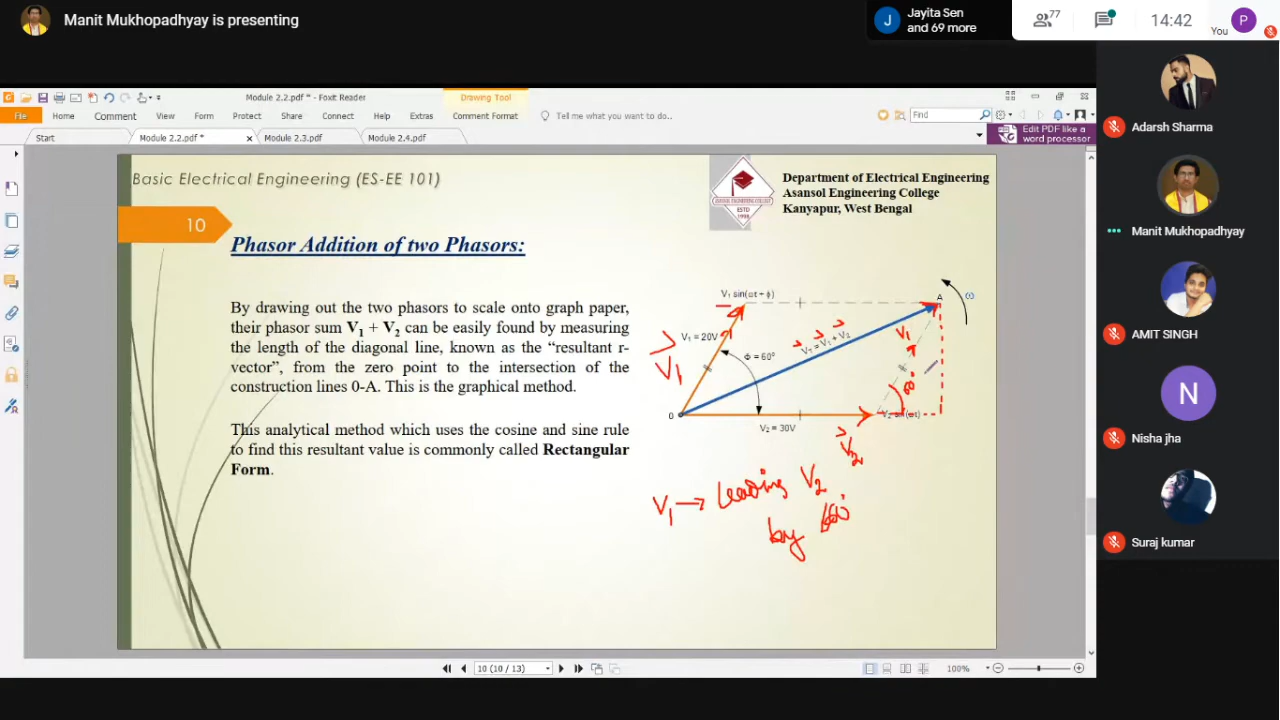 Manit Mukhopadhyay is presenting
Jayita Sen
and 69 more
77
14:42
You
P
J
Module 2.2.pdf * - Foxit Reader
Drawing Tool
File
Home
Comment
View
Form
Protect
Share
Connect
Help
Extras
Comment Format
Tell me what you want to do..
Find
Start
Module 2.2.pdf *
Module 2.3.pdf
Module 2.4.pdf
Edit PDF like a
word processor
Basic Electrical Engineering (ES-EE 101)
Department of Electrical Engineering
Asansol Engineering College
Kanyapur, West Bengal
ASANSOL ENGINEERING COLLEGE
ESTD
1998
10
Phasor Addition of two Phasors:
By drawing out the two phasors to scale onto graph paper,
their phasor sum V1 + V2 can be easily found by measuring
the length of the diagonal line, known as the “resultant r-
vector”, from the zero point to the intersection of the
construction lines 0-A. This is the graphical method.
This analytical method which uses the cosine and sine rule
to find this resultant value is commonly called Rectangular
Form.
V1 sin(ωt + ϕ)
A
ω
V1 = 20V
VT = V1 + V2
V1
Φ = 60°
V1
60°
0
V2 = 30V
V2
V1 → Leading V2
by 60°
10 (10 / 13)
100%
Adarsh Sharma
Manit Mukhopadhyay
AMIT SINGH
N
Nisha jha
Suraj kumar